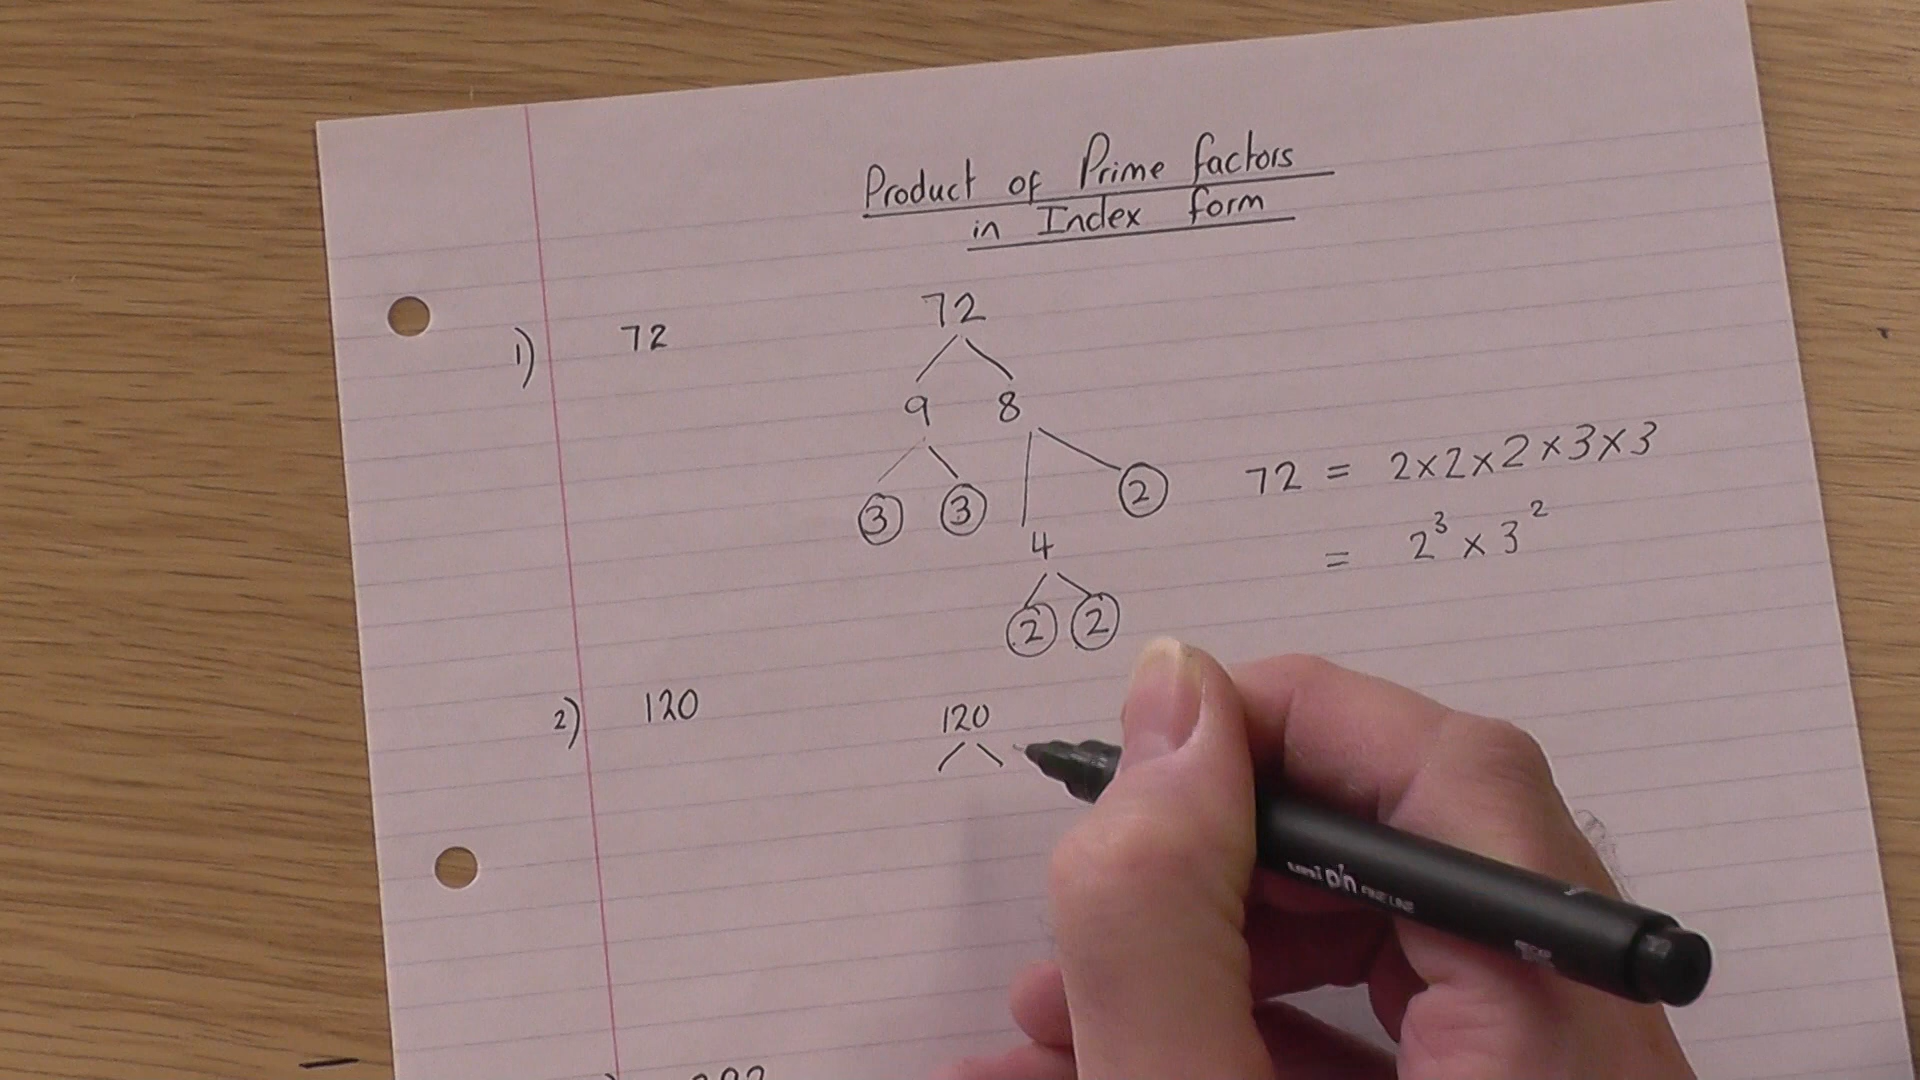 Product of Prime factors
in Index form
1) 72
72
9 8
3 3 2
72 = 2×2×2×3×3
4
= 2³ × 3²
2 2
2) 120
120
uni pin FINE LINE